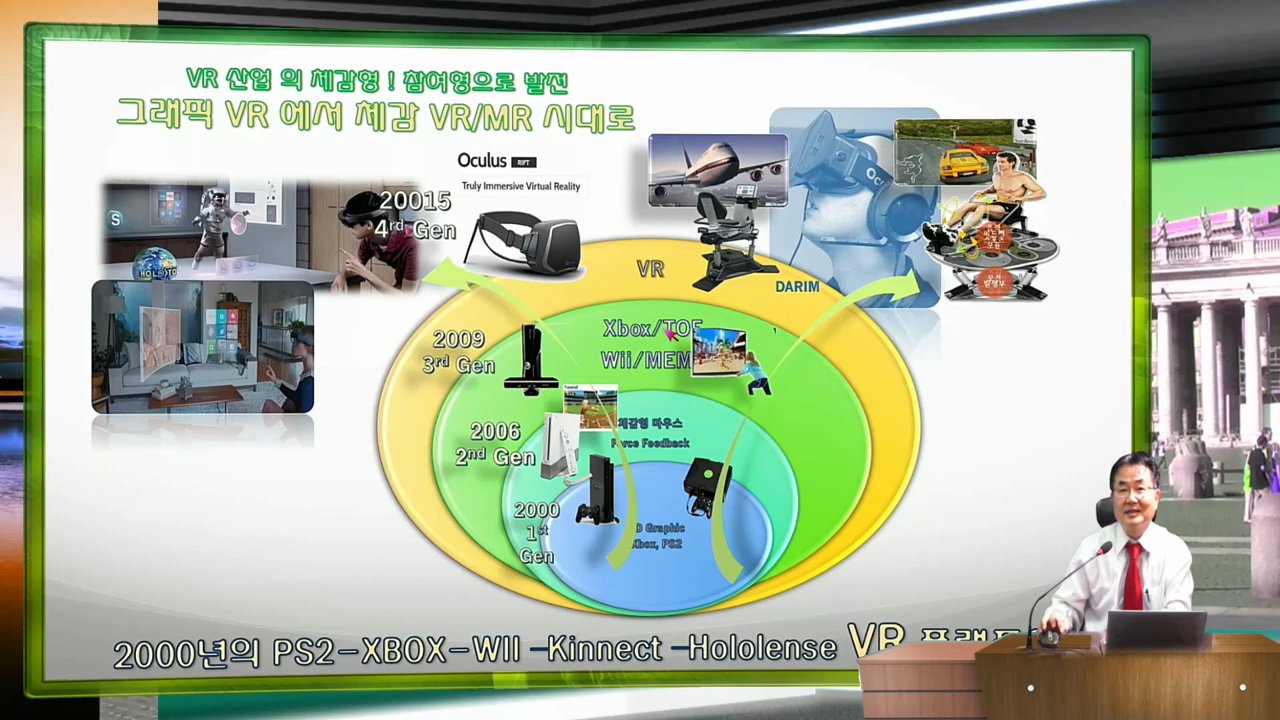 VR 산업 의 체감형 ! 참여영으로 발전
그래픽 VR 에서 체감 VR/MR 시대로
Oculus RIFT
Truly Immersive Virtual Reality
20015
4rd Gen
HOLO
VR
DARIM
Xbox/TOF
Wii/MEM
2009
3rd Gen
체감형 마우스
Force Feedback
2006
2nd Gen
2000
1st
Gen
Graphic
Xbox, PS2
2000년의 PS2-XBOX-WII -Kinnect -Hololense VR